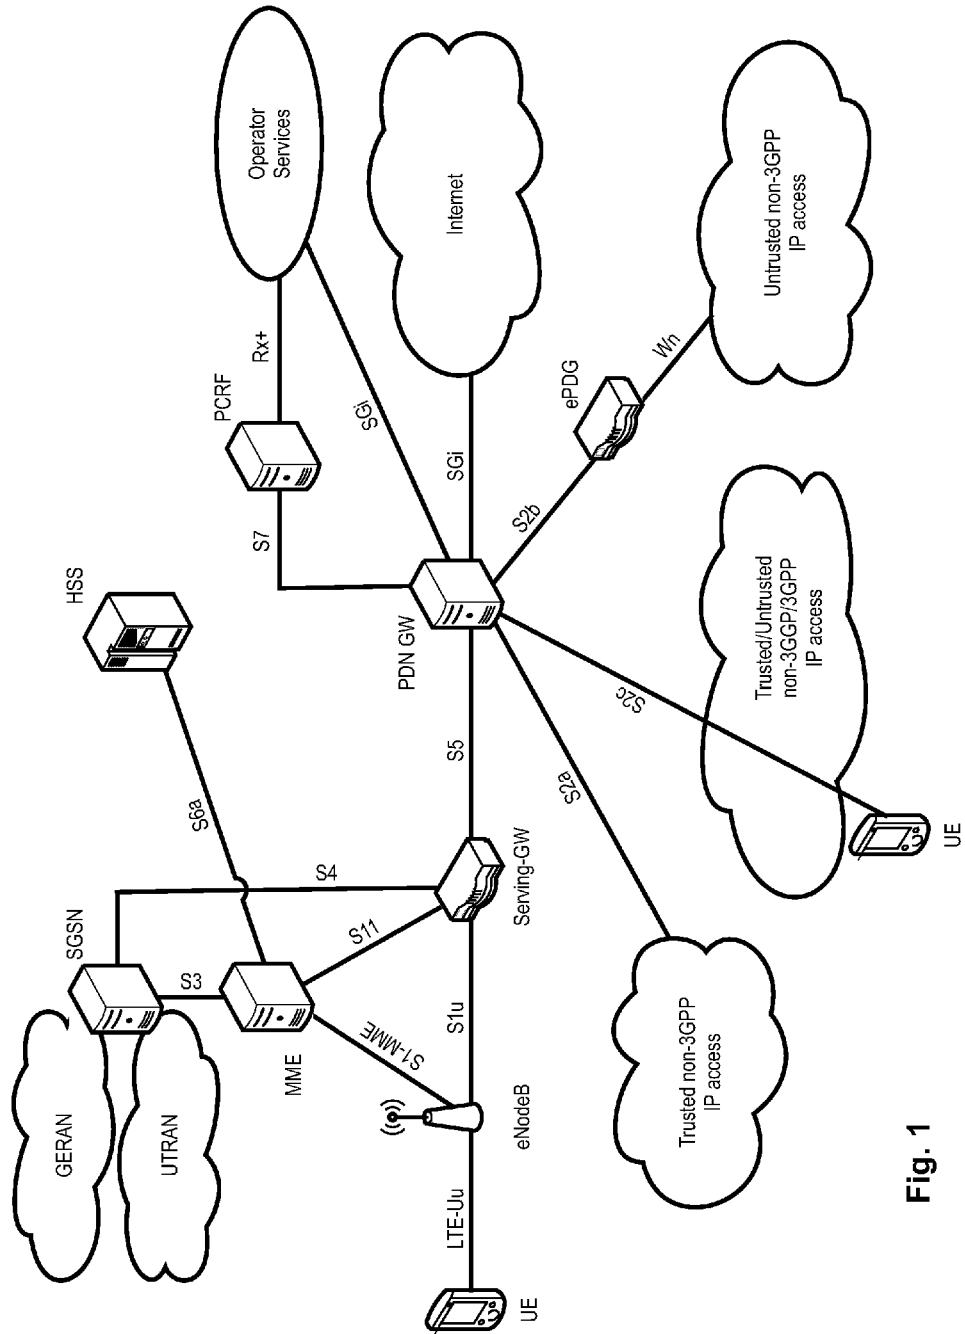 GERAN
UTRAN
SGSN
S3
MME
S6a
HSS
S4
S11
S1-MME
S7
PCRF
Rx+
Operator
Services
SGi
UE
LTE-Uu
eNodeB
S1u
Serving-GW
S5
PDN GW
SGi
Internet
S2a
S2c
S2b
ePDG
Wn
Trusted non-3GPP
IP access
UE
Trusted/Untrusted
non-3GGP/3GPP
IP access
Untrusted non-3GPP
IP access
Fig. 1